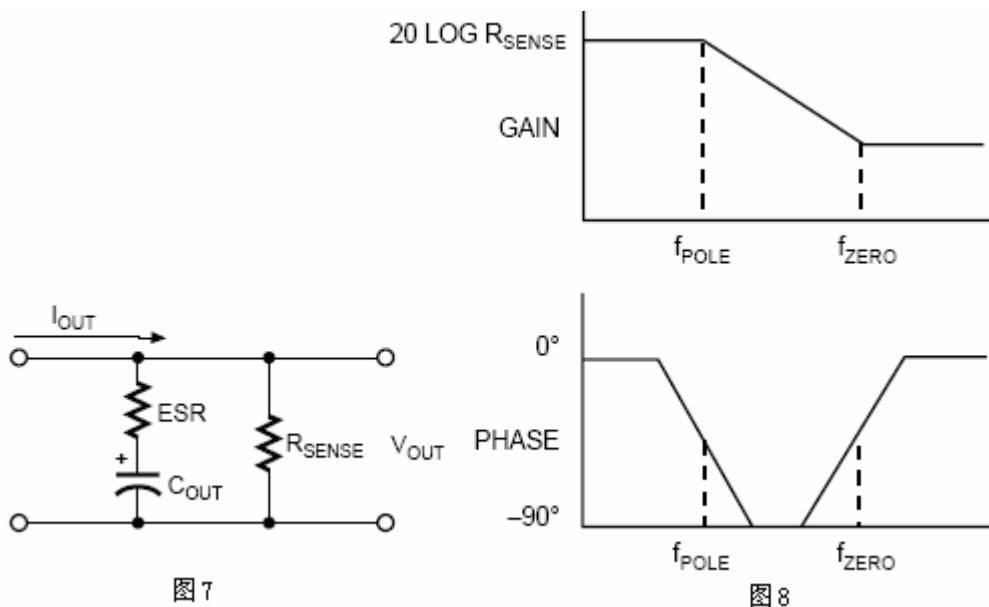 20 LOG RSENSE
GAIN
fPOLE
fZERO
IOUT
ESR
+
COUT
RSENSE
VOUT
0°
PHASE
–90°
fPOLE
fZERO
图7
图8